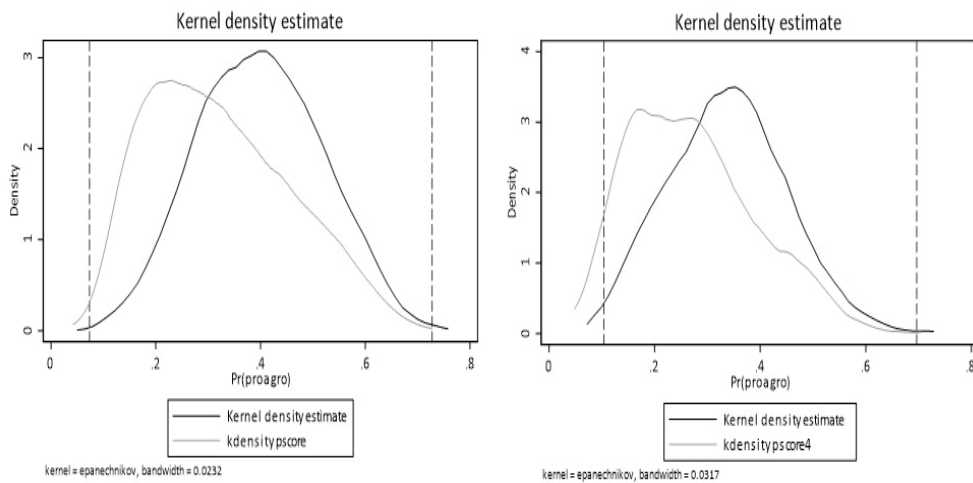 Kernel density estimate
3
2
1
0
Density
0 .2 .4 .6 .8
Pr(proagro)
Kernel density estimate
kdensity pscore
kernel = epanechnikov, bandwidth = 0.0232
Kernel density estimate
4
3
2
1
0
Density
0 .2 .4 .6 .8
Pr(proagro)
Kernel density estimate
kdensity pscore4
kernel = epanechnikov, bandwidth = 0.0317